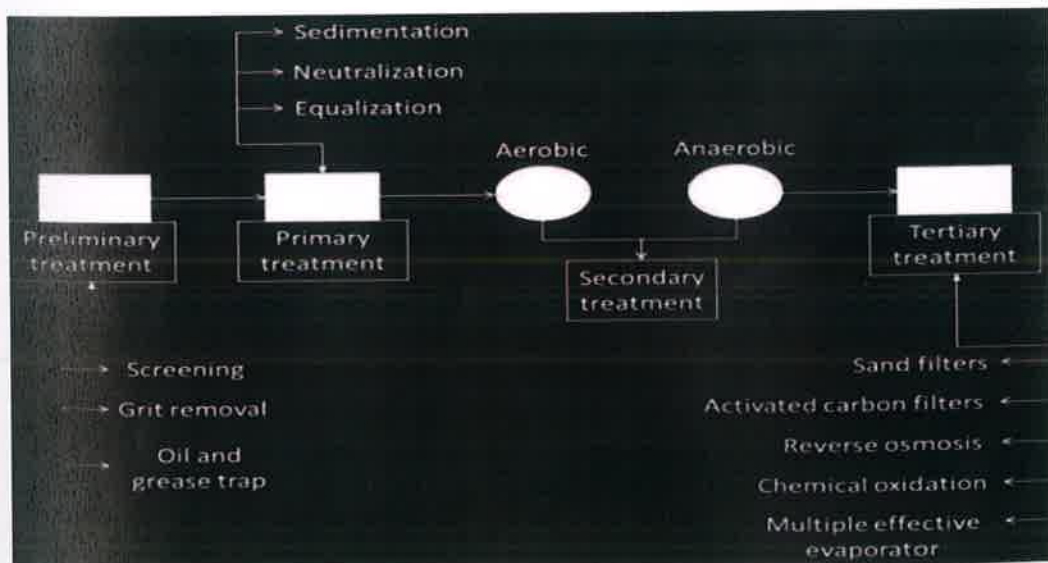 Sedimentation
Neutralization
Equalization
Aerobic
Anaerobic
Preliminary
treatment
Primary
treatment
Secondary
treatment
Tertiary
treatment
Screening
Grit removal
Oil and
grease trap
Sand filters
Activated carbon filters
Reverse osmosis
Chemical oxidation
Multiple effective
evaporator